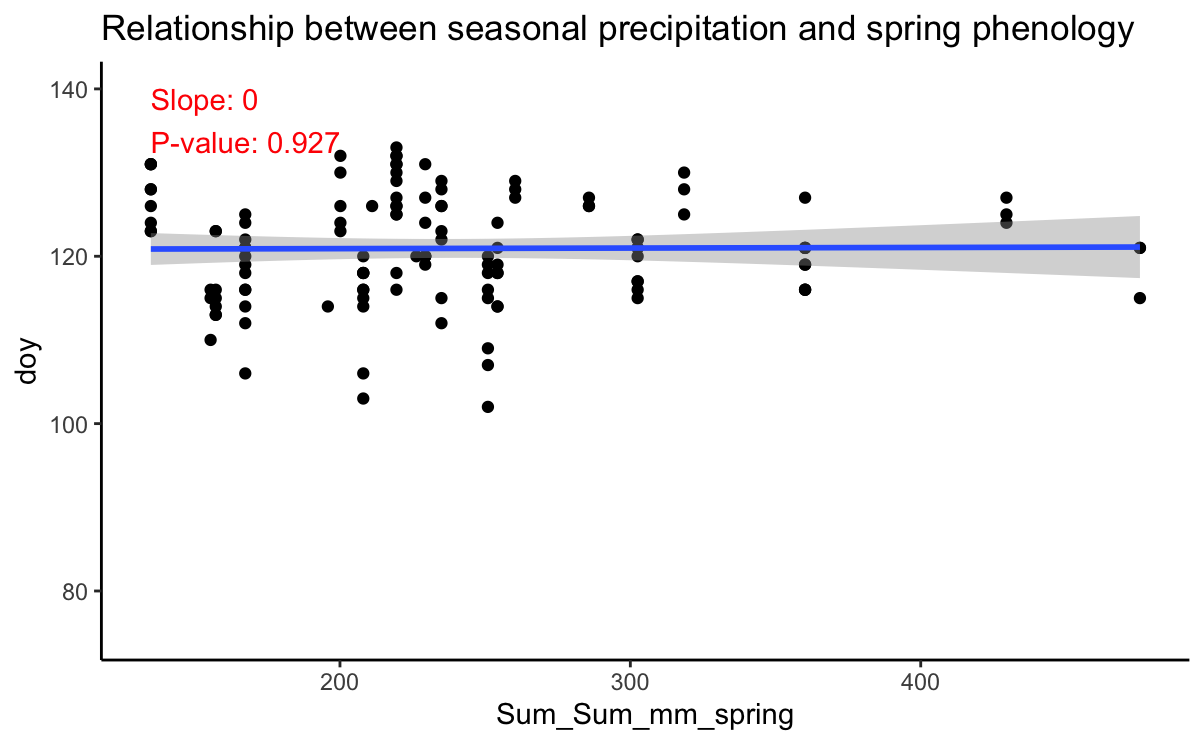 Relationship between seasonal precipitation and spring phenology
140
Slope: 0
P-value: 0.927
120
doy
100
80
200
300
400
Sum_Sum_mm_spring